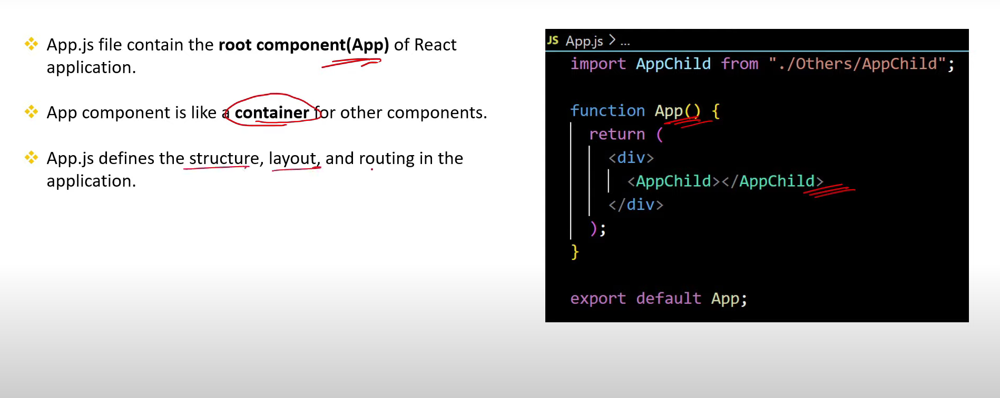 App.js file contain the root component(App) of React
application.
App component is like a container for other components.
App.js defines the structure, layout, and routing in the
application.
JS App.js > ...
import AppChild from "./Others/AppChild";
function App() {
return (
<div>
<AppChild></AppChild>
</div>
);
}
export default App;